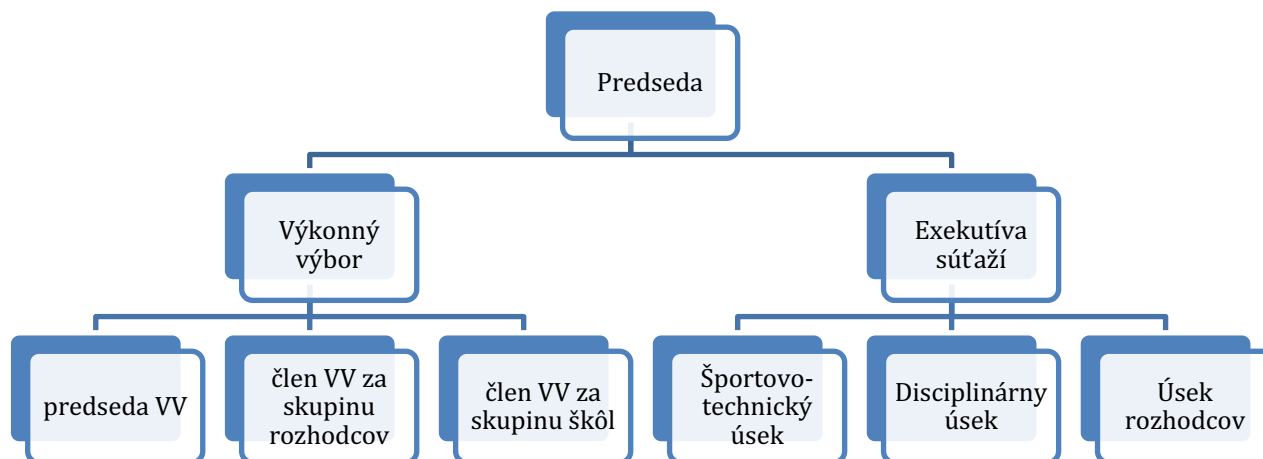 Predseda
Výkonný
výbor
Exekutíva
súťaží
predseda VV
člen VV za
skupinu
rozhodcov
člen VV za
skupinu škôl
Športovo-
technický
úsek
Disciplinárny
úsek
Úsek
rozhodcov